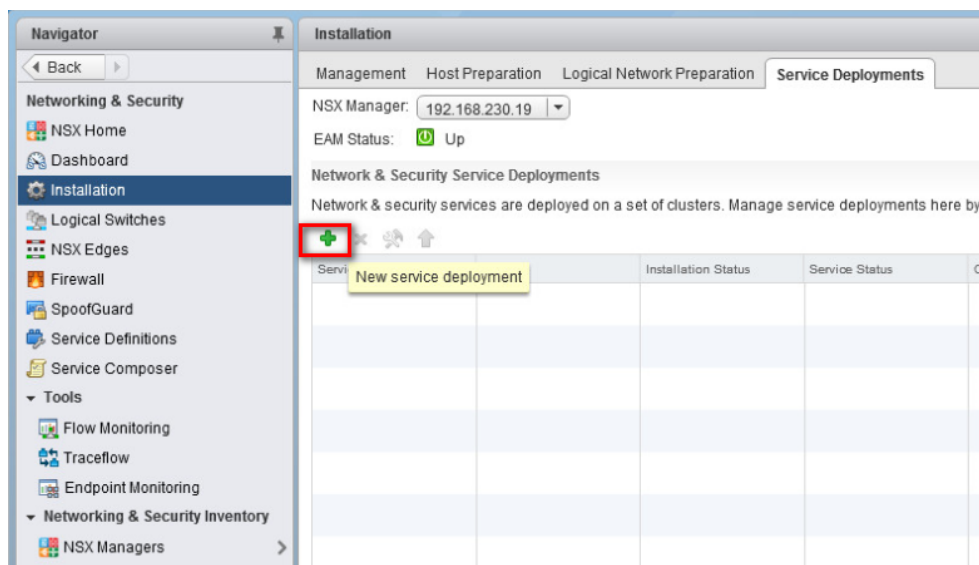 Navigator
Back
Networking & Security
NSX Home
Dashboard
Installation
Logical Switches
NSX Edges
Firewall
SpoofGuard
Service Definitions
Service Composer
Tools
Flow Monitoring
Traceflow
Endpoint Monitoring
Networking & Security Inventory
NSX Managers
Installation
Management Host Preparation Logical Network Preparation Service Deployments
NSX Manager: 192.168.230.19
EAM Status: Up
Network & Security Service Deployments
Network & security services are deployed on a set of clusters. Manage service deployments here by
Installation Status Service Status
New service deployment